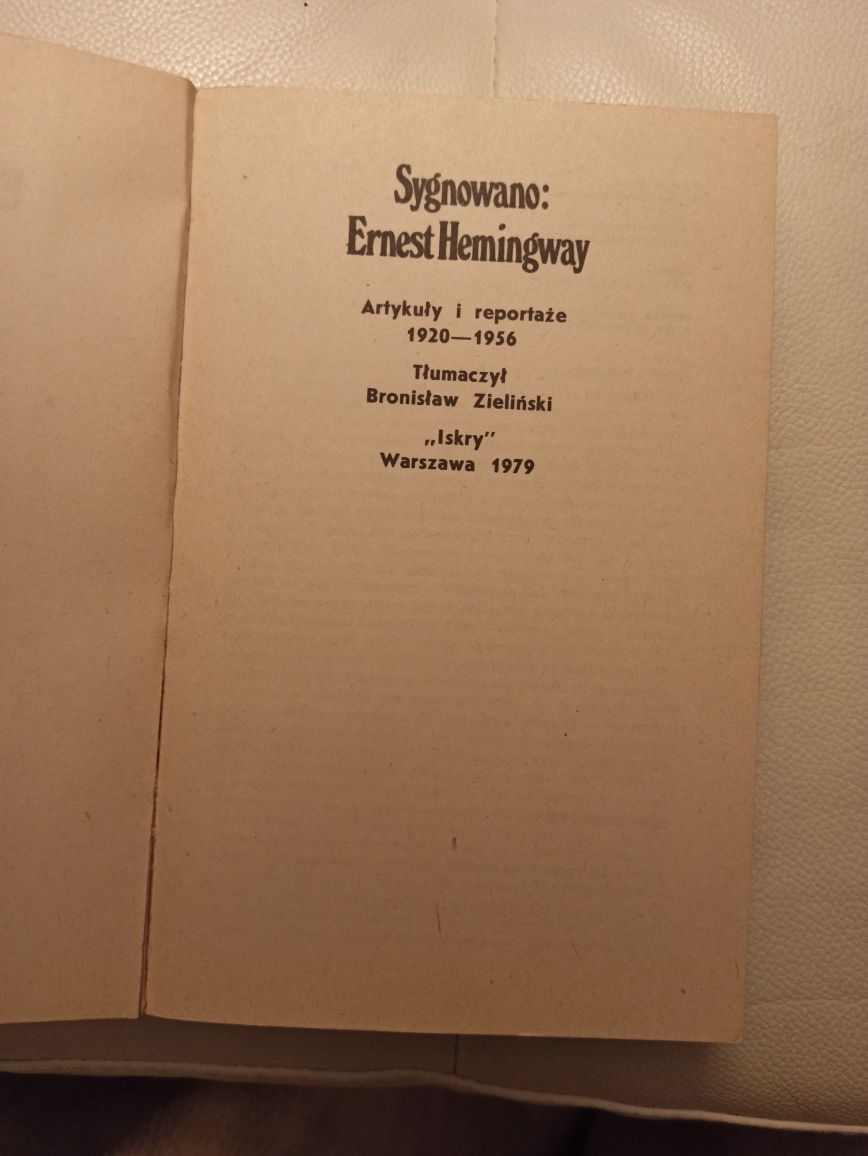 Sygnowano:
Ernest Hemingway
Artykuły i reportaże
1920—1956
Tłumaczył
Bronisław Zieliński
„Iskry”
Warszawa 1979